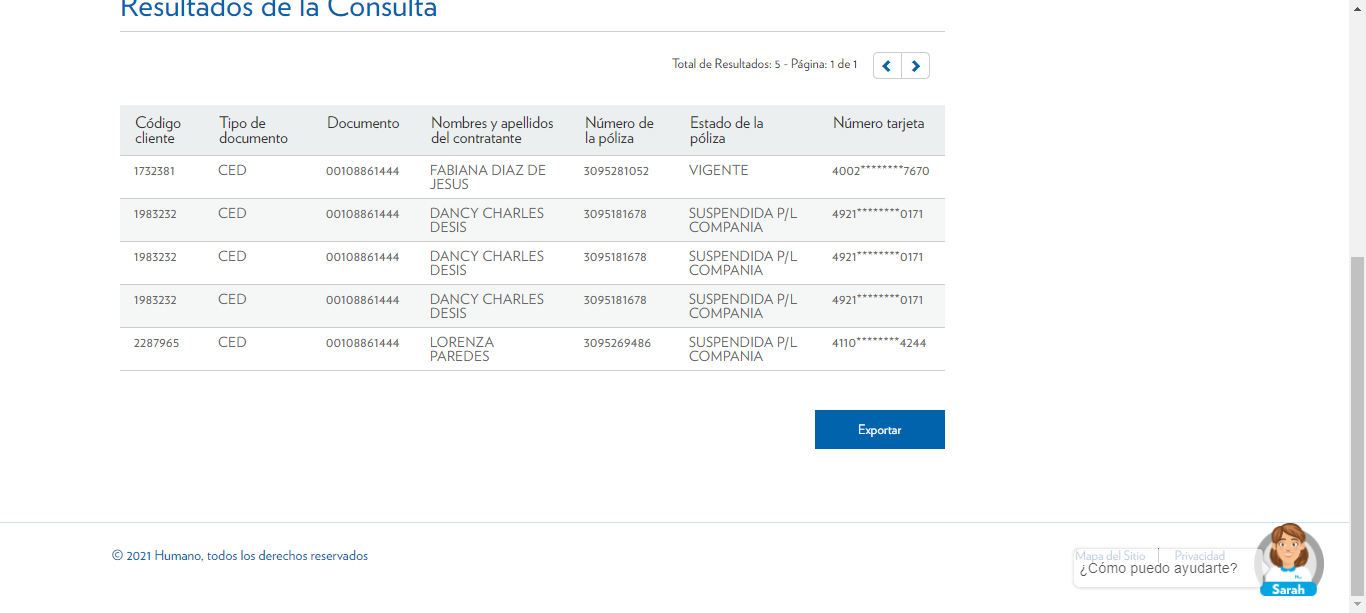 Resultados de la Consulta
Total de Resultados: 5 - Página: 1 de 1
Código cliente Tipo de documento Documento Nombres y apellidos del contratante Número de la póliza Estado de la póliza Número tarjeta
1732381 CED 00108861444 FABIANA DIAZ DE JESUS 3095281052 VIGENTE 4002********7670
1983232 CED 00108861444 DANCY CHARLES DESIS 3095181678 SUSPENDIDA P/L COMPANIA 4921********0171
1983232 CED 00108861444 DANCY CHARLES DESIS 3095181678 SUSPENDIDA P/L COMPANIA 4921********0171
1983232 CED 00108861444 DANCY CHARLES DESIS 3095181678 SUSPENDIDA P/L COMPANIA 4921********0171
2287965 CED 00108861444 LORENZA PAREDES 3095269486 SUSPENDIDA P/L COMPANIA 4110********4244
Exportar
© 2021 Humano, todos los derechos reservados
Mapa del Sitio Privacidad
¿Cómo puedo ayudarte?
Sarah